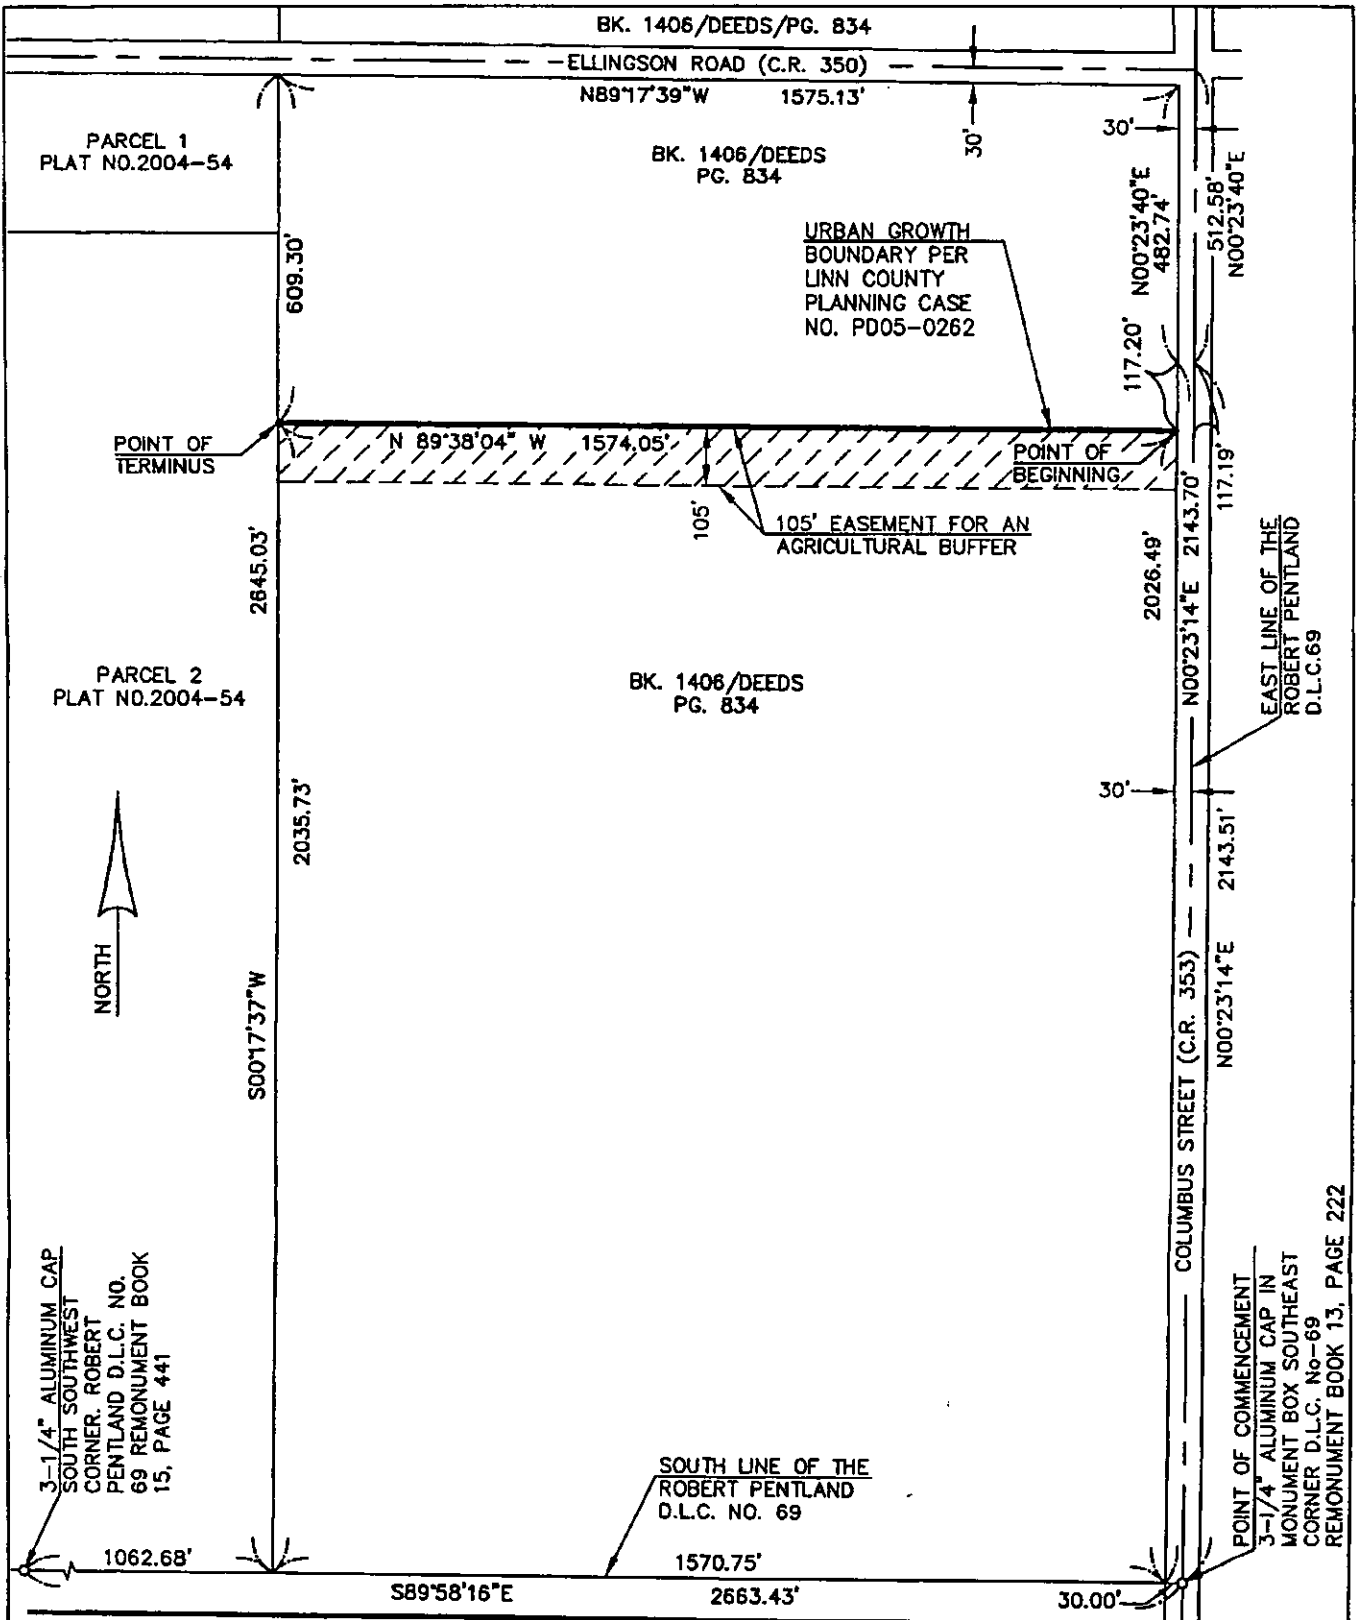 BK. 1406/DEEDS/PG. 834
ELLINGSON ROAD (C.R. 350)
N89°17'39"W 1575.13'
30'
30'
PARCEL 1
PLAT NO.2004-54
BK. 1406/DEEDS
PG. 834
N00°23'40"E
482.74'
512.58'
N00°23'40"E
609.30'
URBAN GROWTH
BOUNDARY PER
LINN COUNTY
PLANNING CASE
NO. PD05-0262
117.20'
POINT OF
TERMINUS
N 89°38'04" W 1574.05'
POINT OF
BEGINNING
117.19'
105'
105' EASEMENT FOR AN
AGRICULTURAL BUFFER
2645.03'
2026.49'
N00°23'14"E 2143.70'
EAST LINE OF THE
ROBERT PENTLAND
D.L.C.69
PARCEL 2
PLAT NO.2004-54
BK. 1406/DEEDS
PG. 834
30'
2035.73'
N00°23'14"E 2143.51'
NORTH
S00°17'37"W
COLUMBUS STREET (C.R. 353)
3-1/4" ALUMINUM CAP
SOUTH SOUTHWEST
CORNER. ROBERT
PENTLAND D.L.C. NO.
69 REMONUMENT BOOK
15, PAGE 441
POINT OF COMMENCEMENT
3-1/4" ALUMINUM CAP IN
MONUMENT BOX SOUTHEAST
CORNER D.L.C. No-69
REMONUMENT BOOK 13, PAGE 222
SOUTH LINE OF THE
ROBERT PENTLAND
D.L.C. NO. 69
1062.68'
1570.75'
S89°58'16"E 2663.43'
30.00'